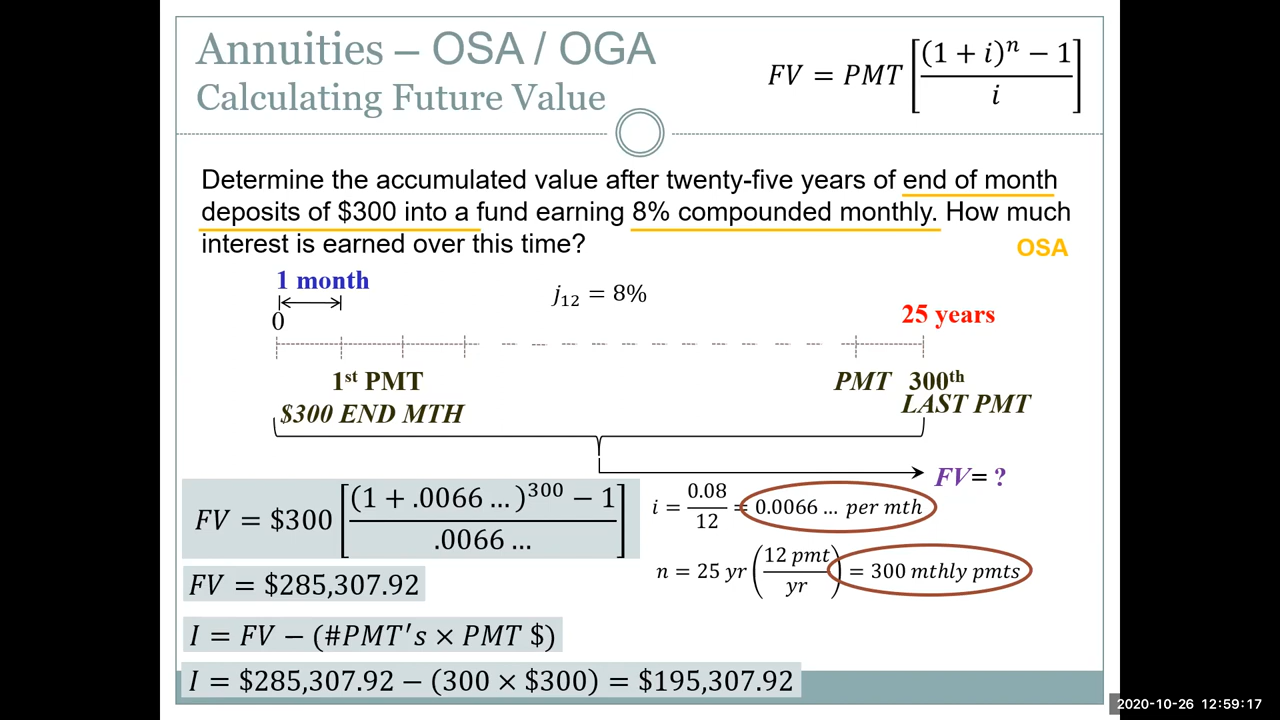 Annuities – OSA / OGA
Calculating Future Value
FV = PMT [((1 + i)^n − 1) / i]
Determine the accumulated value after twenty-five years of end of month
deposits of $300 into a fund earning 8% compounded monthly. How much
interest is earned over this time?
OSA
1 month
j₁₂ = 8%
0
25 years
1st PMT
PMT 300th
$300 END MTH
LAST PMT
FV= ?
FV = $300 [((1 + .0066 …)^300 − 1) / .0066 …]
i = 0.08/12 = 0.0066 … per mth
n = 25 yr (12 pmt / yr) = 300 mthly pmts
FV = $285,307.92
I = FV − (#PMT's × PMT $)
I = $285,307.92 − (300 × $300) = $195,307.92
2020-10-26 12:59:17